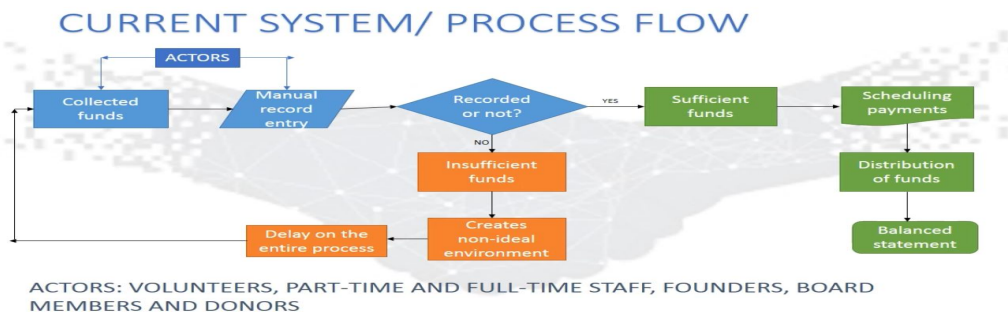 CURRENT SYSTEM/ PROCESS FLOW
ACTORS
Collected
funds
Manual
record
entry
Recorded
or not?
YES
Sufficient
funds
Scheduling
payments
NO
Insufficient
funds
Distribution
of funds
Delay on the
entire process
Creates
non-ideal
environment
Balanced
statement
ACTORS: VOLUNTEERS, PART-TIME AND FULL-TIME STAFF, FOUNDERS, BOARD
MEMBERS AND DONORS